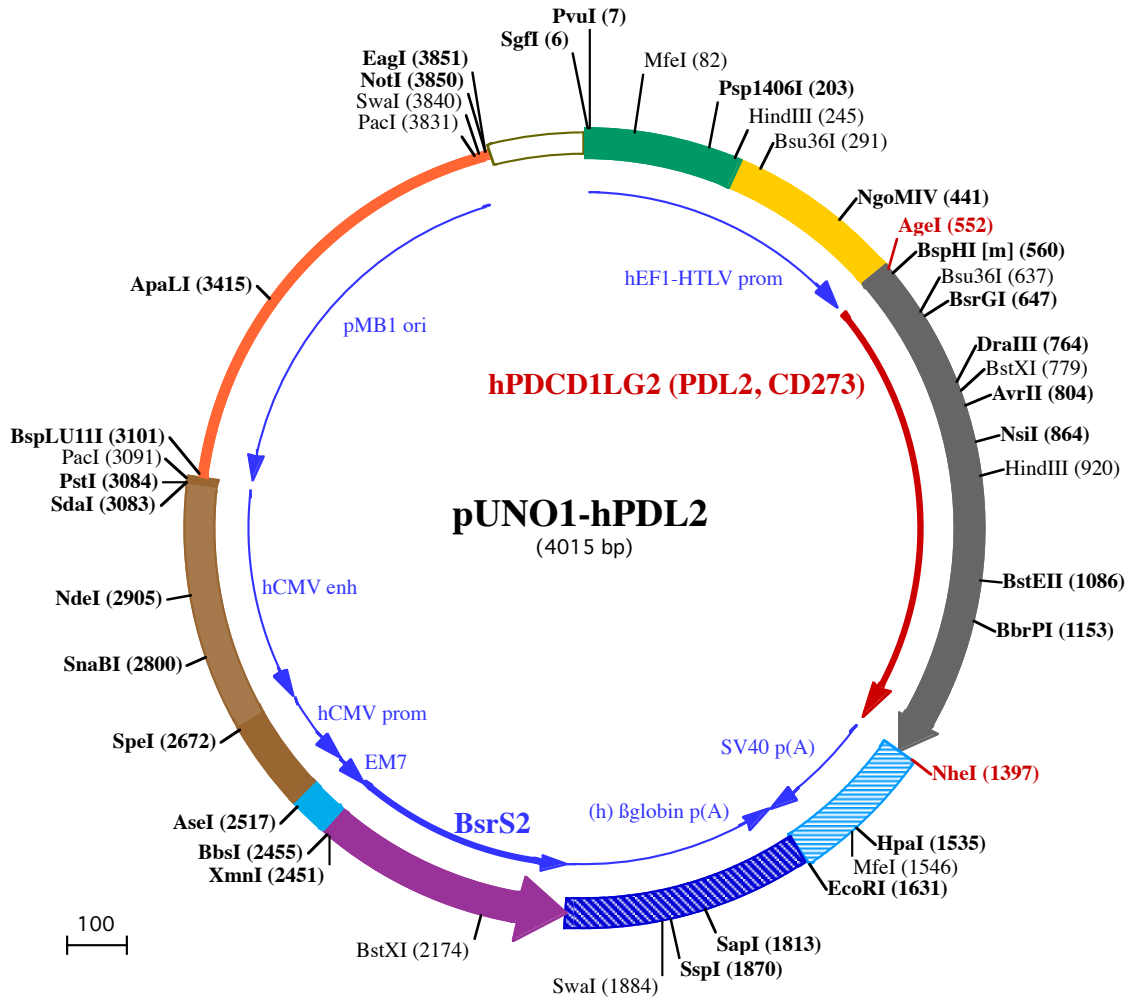 PvuI (7)
SgfI (6)
MfeI (82)
Psp1406I (203)
HindIII (245)
Bsu36I (291)
NgoMIV (441)
AgeI (552)
BspHI [m] (560)
Bsu36I (637)
BsrGI (647)
DraIII (764)
BstXI (779)
AvrII (804)
NsiI (864)
HindIII (920)
BstEII (1086)
BbrPI (1153)
NheI (1397)
HpaI (1535)
MfeI (1546)
EcoRI (1631)
SapI (1813)
SspI (1870)
SwaI (1884)
BstXI (2174)
XmnI (2451)
BbsI (2455)
AseI (2517)
SpeI (2672)
SnaBI (2800)
NdeI (2905)
SdaI (3083)
PstI (3084)
PacI (3091)
BspLU11I (3101)
ApaLI (3415)
PacI (3831)
SwaI (3840)
NotI (3850)
EagI (3851)
hEF1-HTLV prom
hPDCD1LG2 (PDL2, CD273)
SV40 p(A)
(h) ßglobin p(A)
BsrS2
EM7
hCMV prom
hCMV enh
pMB1 ori
pUNO1-hPDL2
(4015 bp)
100